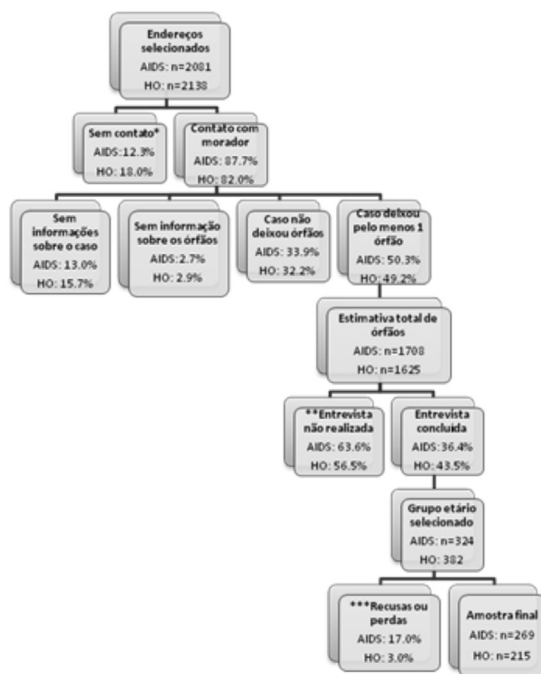 Endereços
selecionados
AIDS: n=2081
HO: n=2138
Sem contato*
AIDS:12.3%
HO: 18.0%
Contato com
morador
AIDS: 87.7%
HO: 82.0%
Sem
informações
sobre o caso
AIDS: 13.0%
HO: 15.7%
Sem informação
sobre os órfãos
AIDS:2.7%
HO: 2.9%
Caso não
deixou órfãos
AIDS: 33.9%
HO: 32.2%
Caso deixou
pelo menos 1
órfão
AIDS: 50.3%
HO: 49.2%
Estimativa total de
órfãos
AIDS: n=1708
HO: n=1625
**Entrevista
não realizada
AIDS: 63.6%
HO: 56.5%
Entrevista
concluída
AIDS: 36.4%
HO: 43.5%
Grupo etário
selecionado
AIDS: n=324
HO: 382
***Recusas ou
perdas
AIDS: 17.0%
HO: 3.0%
Amostra final
AIDS: n=269
HO: n=215